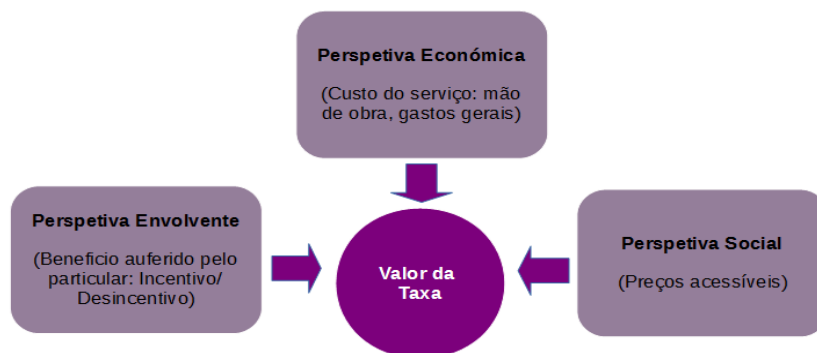 Perspetiva Económica
(Custo do serviço: mão
de obra, gastos gerais)
Perspetiva Envolvente
(Beneficio auferido pelo
particular: Incentivo/
Desincentivo)
Valor da
Taxa
Perspetiva Social
(Preços acessíveis)